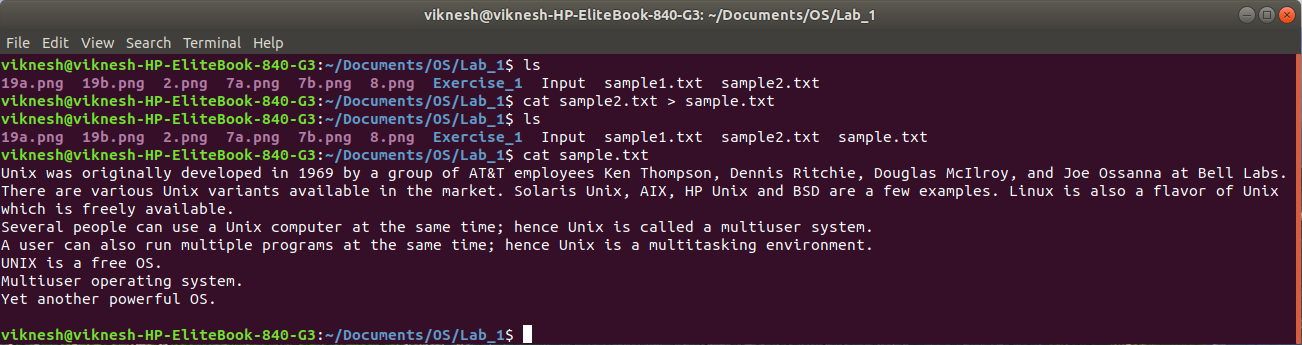 viknesh@viknesh-HP-EliteBook-840-G3: ~/Documents/OS/Lab_1
File Edit View Search Terminal Help
viknesh@viknesh-HP-EliteBook-840-G3:~/Documents/OS/Lab_1$ ls
19a.png 19b.png 2.png 7a.png 7b.png 8.png Exercise_1 Input sample1.txt sample2.txt
viknesh@viknesh-HP-EliteBook-840-G3:~/Documents/OS/Lab_1$ cat sample2.txt > sample.txt
viknesh@viknesh-HP-EliteBook-840-G3:~/Documents/OS/Lab_1$ ls
19a.png 19b.png 2.png 7a.png 7b.png 8.png Exercise_1 Input sample1.txt sample2.txt sample.txt
viknesh@viknesh-HP-EliteBook-840-G3:~/Documents/OS/Lab_1$ cat sample.txt
Unix was originally developed in 1969 by a group of AT&T employees Ken Thompson, Dennis Ritchie, Douglas McIlroy, and Joe Ossanna at Bell Labs.
There are various Unix variants available in the market. Solaris Unix, AIX, HP Unix and BSD are a few examples. Linux is also a flavor of Unix
which is freely available.
Several people can use a Unix computer at the same time; hence Unix is called a multiuser system.
A user can also run multiple programs at the same time; hence Unix is a multitasking environment.
UNIX is a free OS.
Multiuser operating system.
Yet another powerful OS.
viknesh@viknesh-HP-EliteBook-840-G3:~/Documents/OS/Lab_1$